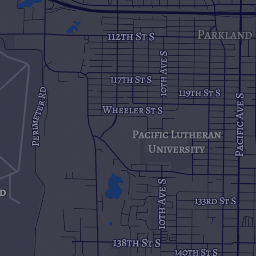 112th St S
Parkland
117th St S
10th Ave S
119th St S
Wheeler St S
Perimeter Rd
Pacific Ave S
Pacific Lutheran
University
10th Ave S
133rd St S
138th St S
140th St S